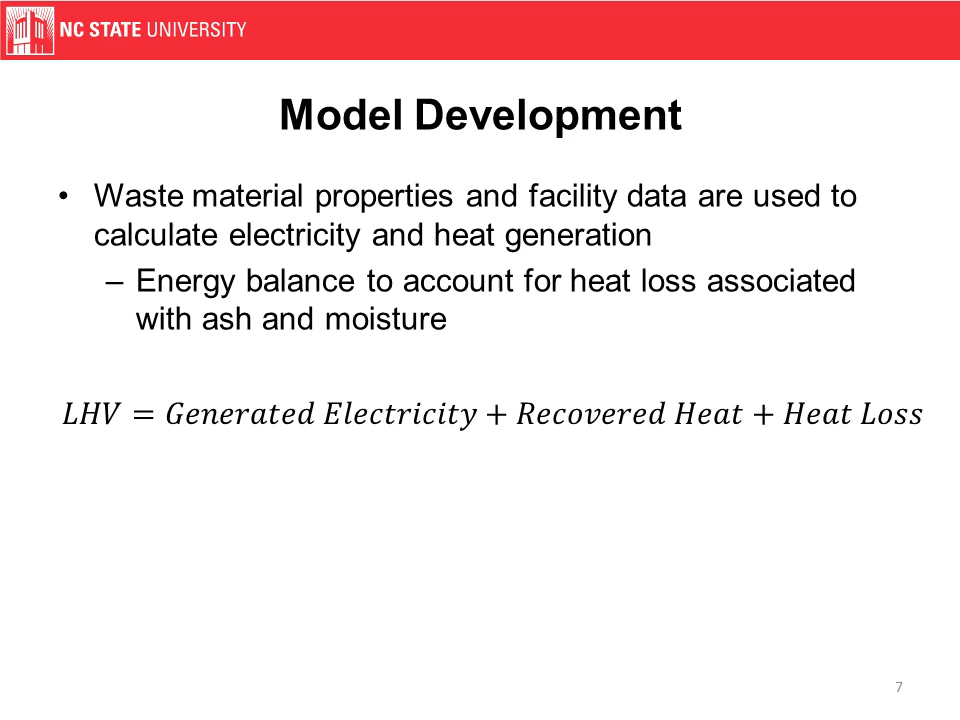 NC STATE UNIVERSITY
Model Development
• Waste material properties and facility data are used to
calculate electricity and heat generation
– Energy balance to account for heat loss associated
with ash and moisture
LHV = Generated Electricity + Recovered Heat + Heat Loss
7